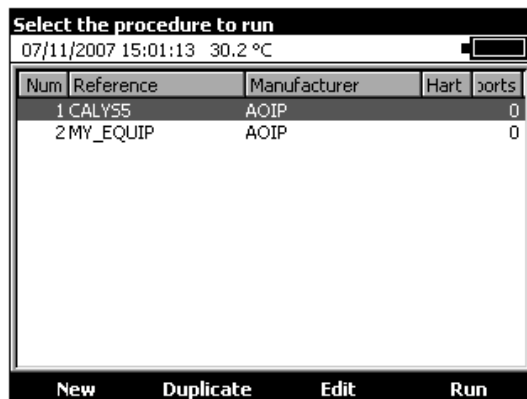 Select the procedure to run
07/11/2007 15:01:13 30.2 °C
Num Reference Manufacturer Hart ports
1 CALYS5 AOIP 0
2 MY_EQUIP AOIP 0
New Duplicate Edit Run